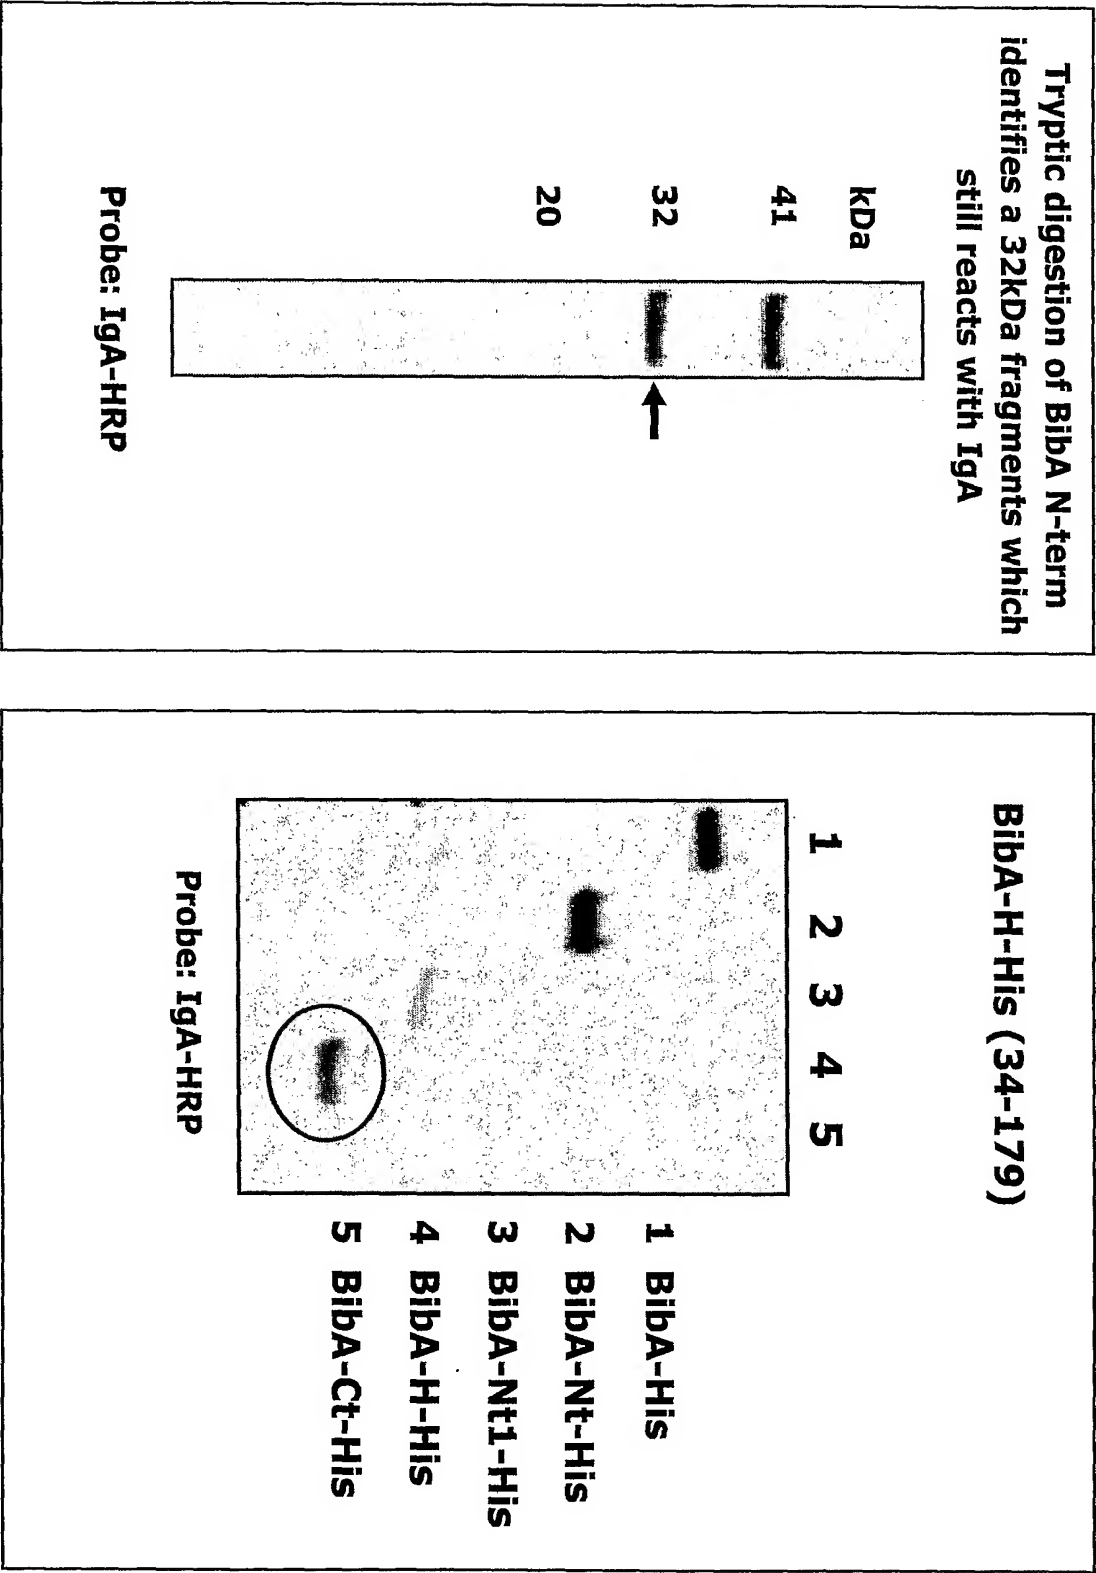 Tryptic digestion of BibA N-term
identifies a 32kDa fragments which
still reacts with IgA
kDa
41
32
20
Probe: IgA-HRP
BibA-H-His (34-179)
1 2 3 4 5
1 BibA-His
2 BibA-Nt-His
3 BibA-Nt1-His
4 BibA-H-His
5 BibA-Ct-His
Probe: IgA-HRP